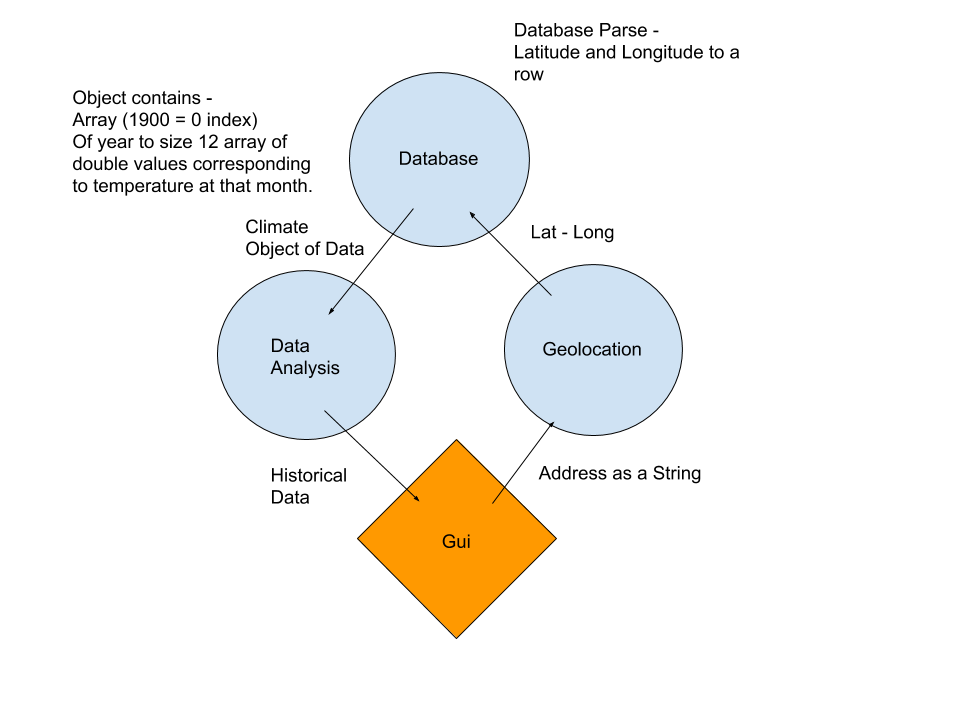 Database Parse -
Latitude and Longitude to a
row
Object contains -
Array (1900 = 0 index)
Of year to size 12 array of
double values corresponding
to temperature at that month.
Database
Climate
Object of Data
Lat - Long
Data
Analysis
Geolocation
Historical
Data
Address as a String
Gui